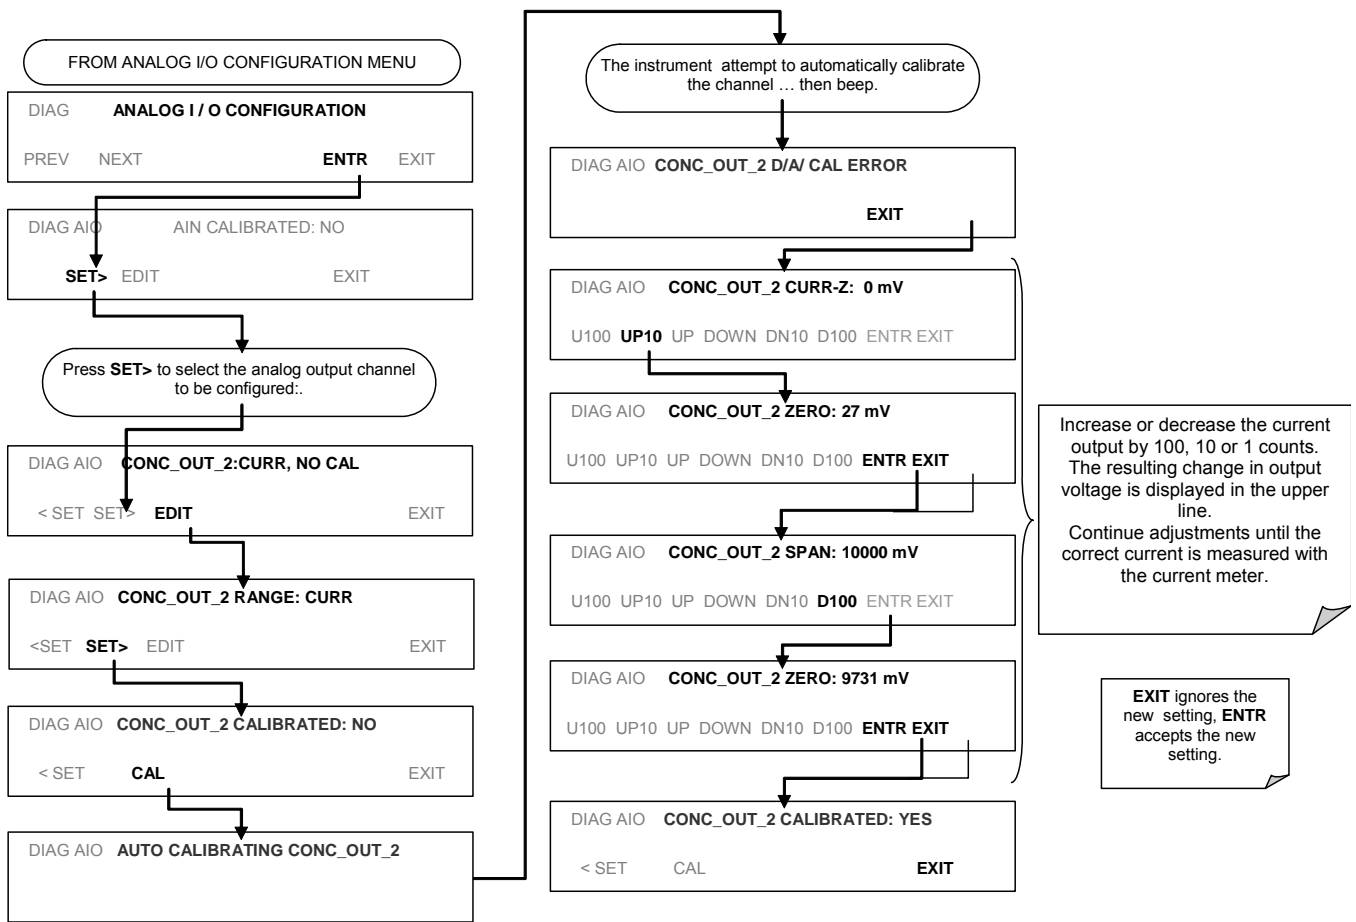 FROM ANALOG I/O CONFIGURATION MENU
DIAG ANALOG I / O CONFIGURATION
PREV NEXT ENTR EXIT
DIAG AIO AIN CALIBRATED: NO
SET> EDIT EXIT
Press SET> to select the analog output channel
to be configured:.
DIAG AIO CONC_OUT_2:CURR, NO CAL
< SET SET> EDIT EXIT
DIAG AIO CONC_OUT_2 RANGE: CURR
<SET SET> EDIT EXIT
DIAG AIO CONC_OUT_2 CALIBRATED: NO
< SET CAL EXIT
DIAG AIO AUTO CALIBRATING CONC_OUT_2
The instrument attempt to automatically calibrate
the channel … then beep.
DIAG AIO CONC_OUT_2 D/A/ CAL ERROR
EXIT
DIAG AIO CONC_OUT_2 CURR-Z: 0 mV
U100 UP10 UP DOWN DN10 D100 ENTR EXIT
DIAG AIO CONC_OUT_2 ZERO: 27 mV
U100 UP10 UP DOWN DN10 D100 ENTR EXIT
DIAG AIO CONC_OUT_2 SPAN: 10000 mV
U100 UP10 UP DOWN DN10 D100 ENTR EXIT
DIAG AIO CONC_OUT_2 ZERO: 9731 mV
U100 UP10 UP DOWN DN10 D100 ENTR EXIT
DIAG AIO CONC_OUT_2 CALIBRATED: YES
< SET CAL EXIT
Increase or decrease the current
output by 100, 10 or 1 counts.
The resulting change in output
voltage is displayed in the upper
line.
Continue adjustments until the
correct current is measured with
the current meter.
EXIT ignores the
new setting, ENTR
accepts the new
setting.